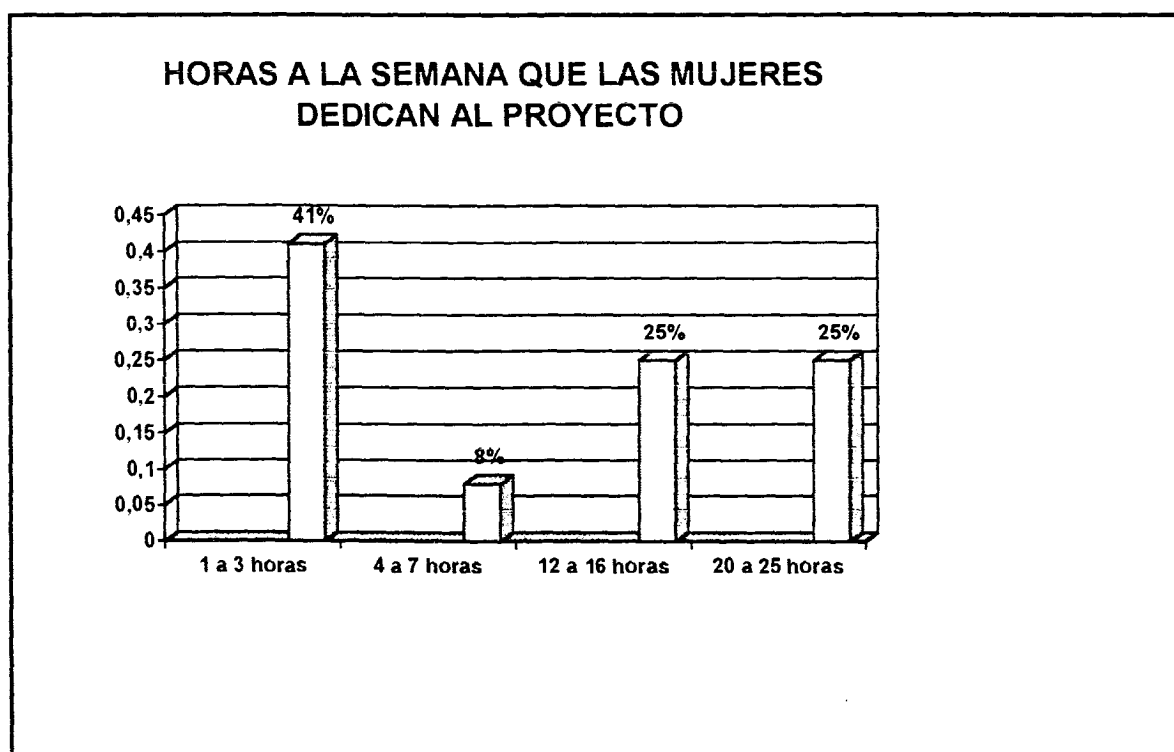 HORAS A LA SEMANA QUE LAS MUJERES
DEDICAN AL PROYECTO
0,45
0,4
0,35
0,3
0,25
0,2
0,15
0,1
0,05
0
41%
8%
25%
25%
1 a 3 horas
4 a 7 horas
12 a 16 horas
20 a 25 horas